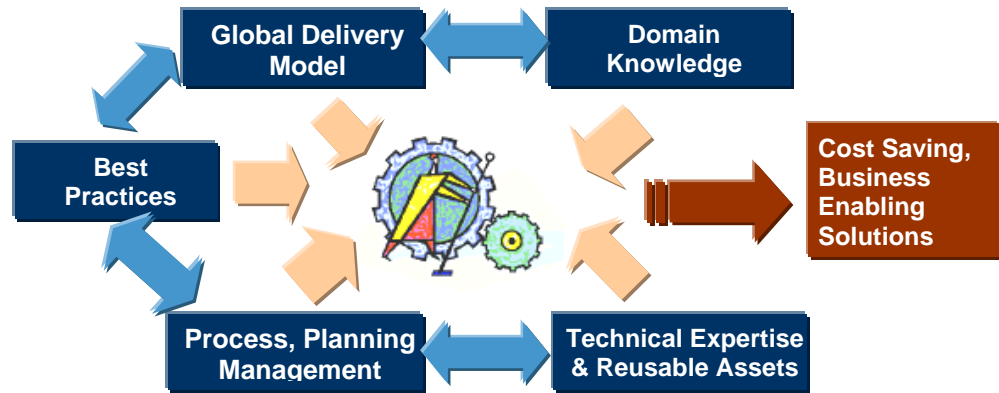 Global Delivery
Model
Domain
Knowledge
Best
Practices
Cost Saving,
Business
Enabling
Solutions
Process, Planning
Management
Technical Expertise
& Reusable Assets